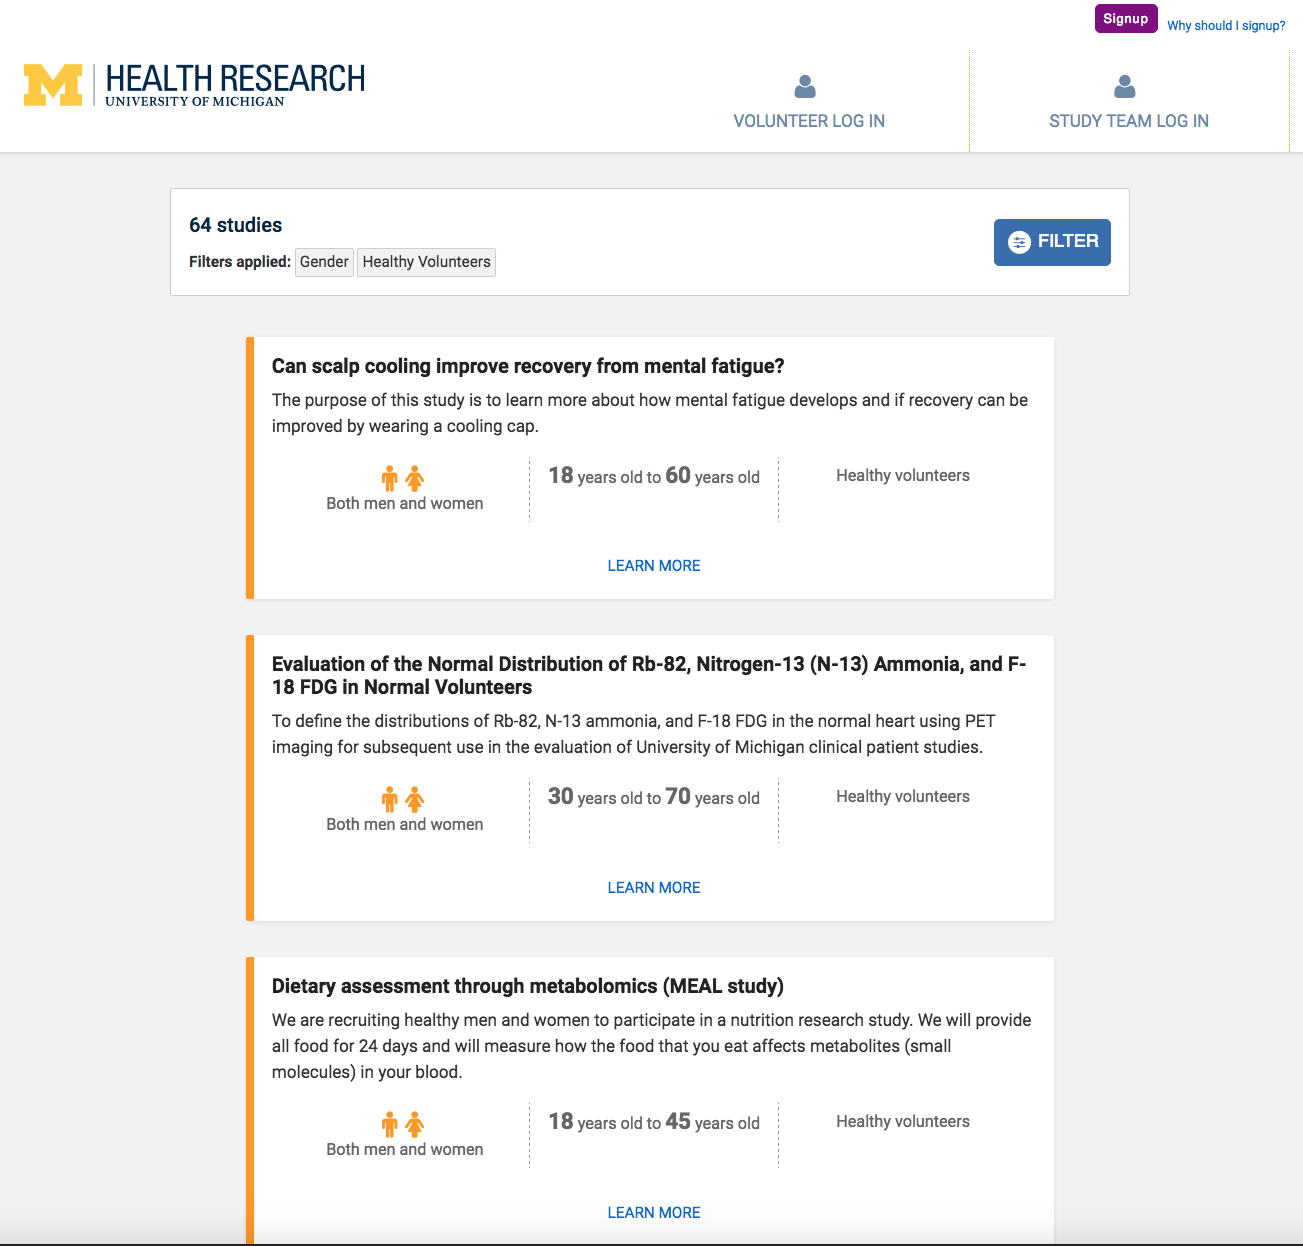 Signup Why should I signup?
HEALTH RESEARCH
UNIVERSITY OF MICHIGAN
VOLUNTEER LOG IN
STUDY TEAM LOG IN
64 studies
Filters applied: Gender Healthy Volunteers
FILTER
Can scalp cooling improve recovery from mental fatigue?
The purpose of this study is to learn more about how mental fatigue develops and if recovery can be
improved by wearing a cooling cap.
Both men and women
18 years old to 60 years old
Healthy volunteers
LEARN MORE
Evaluation of the Normal Distribution of Rb-82, Nitrogen-13 (N-13) Ammonia, and F-
18 FDG in Normal Volunteers
To define the distributions of Rb-82, N-13 ammonia, and F-18 FDG in the normal heart using PET
imaging for subsequent use in the evaluation of University of Michigan clinical patient studies.
Both men and women
30 years old to 70 years old
Healthy volunteers
LEARN MORE
Dietary assessment through metabolomics (MEAL study)
We are recruiting healthy men and women to participate in a nutrition research study. We will provide
all food for 24 days and will measure how the food that you eat affects metabolites (small
molecules) in your blood.
Both men and women
18 years old to 45 years old
Healthy volunteers
LEARN MORE